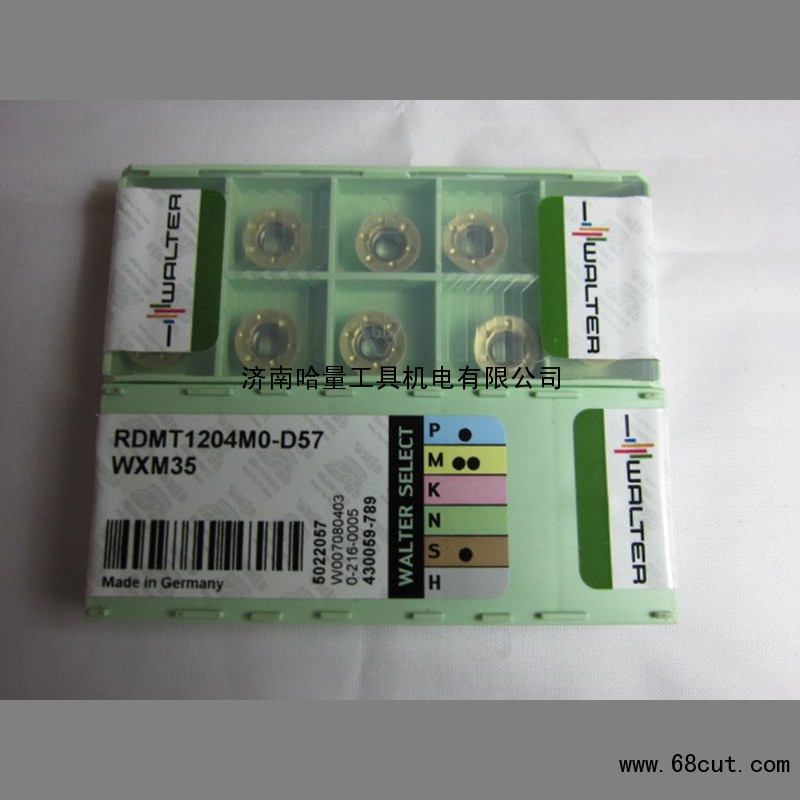 WALTER
WALTER
济南哈量工具机电有限公司
RDMT1204M0-D57
WXM35
5022057
W007080403
0-216-0005
430059-789
Made in Germany
WALTER SELECT
P
M
K
N
S
H
WALTER
www.68cut.com